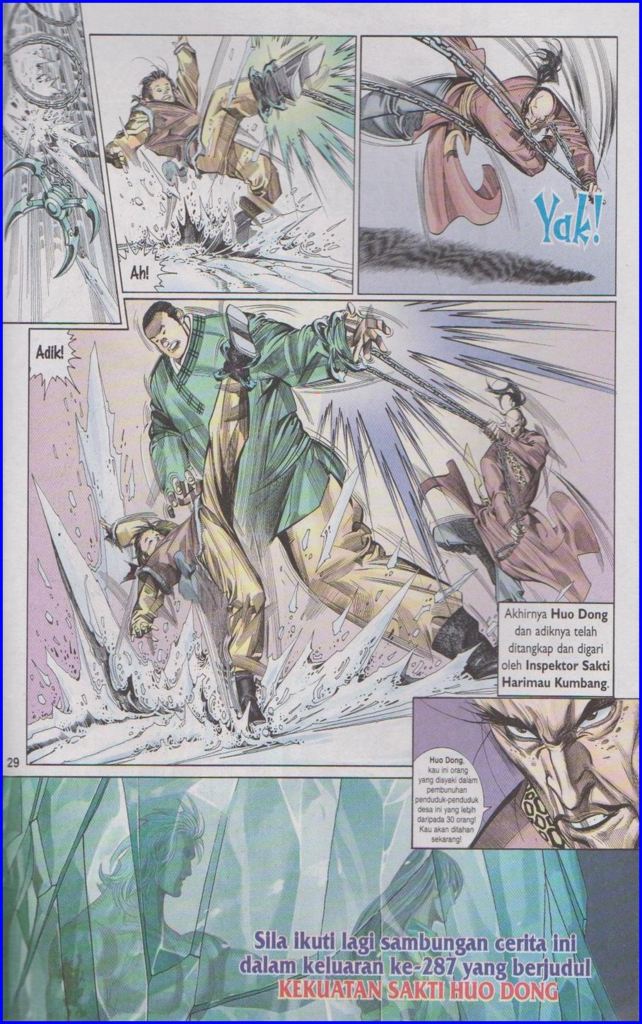 Ah!
Yak!
Adik!
Akhirnya Huo Dong
dan adiknya telah
ditangkap dan digari
oleh Inspektor Sakti
Harimau Kumbang.
29
Huo Dong,
kau ini orang
yang disyaki dalam
pembunuhan
penduduk-penduduk
desa ini yang lebih
daripada 30 orang!
Kau akan ditahan
sekarang!
Sila ikuti lagi sambungan cerita ini
dalam keluaran ke-287 yang berjudul
KEKUATAN SAKTI HUO DONG